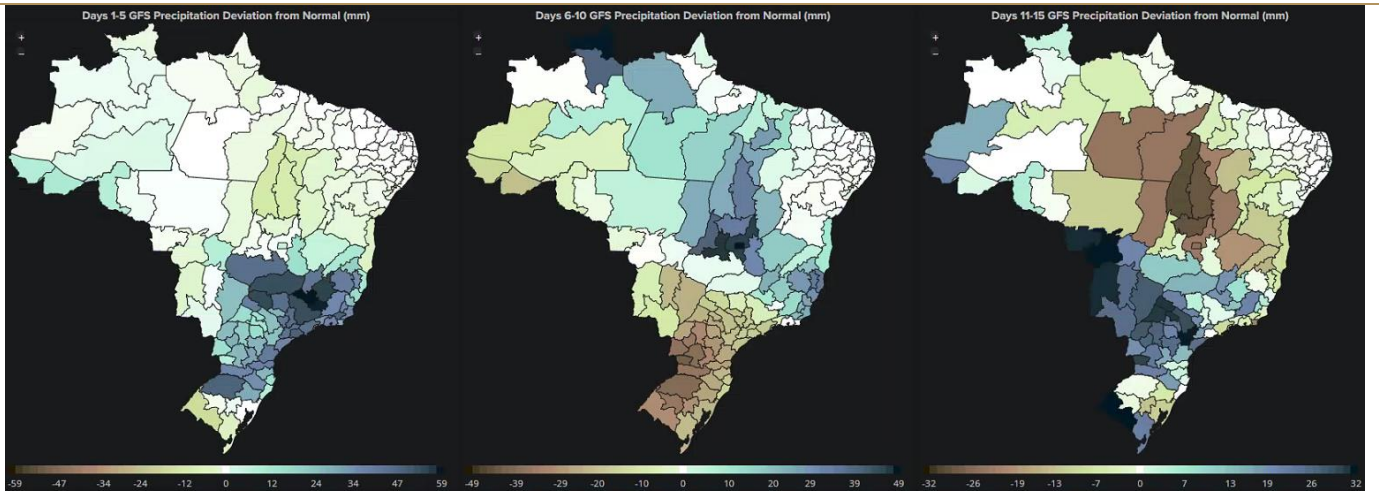 Days 1-5 GFS Precipitation Deviation from Normal (mm)
+
−
-59 -47 -34 -24 -12 0 12 24 34 47 59
Days 6-10 GFS Precipitation Deviation from Normal (mm)
+
−
-49 -39 -29 -19 -10 0 10 19 29 39 49
Days 11-15 GFS Precipitation Deviation from Normal (mm)
+
−
-32 -26 -19 -13 -7 0 7 13 19 26 32